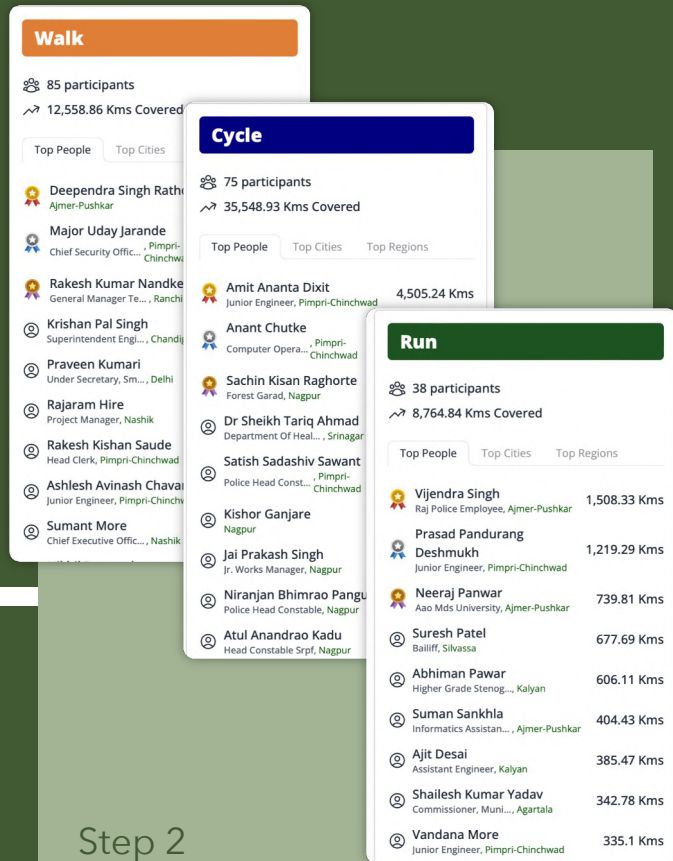 Walk
85 participants
12,558.86 Kms Covered
Top People Top Cities
Deependra Singh
Ajmer-Pushkar
Major Uday Jarande
Chief Security Offic... , Pimpri-
Rakesh Kumar
General Manager Te... , Ranchi
Krishan Pal Singh
Superintendent Engi... ,
Praveen Kumari
Under Secretary, Sm... , Delhi
Rajaram Hire
Project Manager, Nashik
Rakesh Kishan Saude
Head Clerk, Pimpri-Chinchwad
Ashlesh Avinash
Junior Engineer,
Sumant More
Chief Executive Offic... , Nashik
Cycle
75 participants
35,548.93 Kms Covered
Top People Top Cities Top Regions
Amit Ananta Dixit 4,505.24 Kms
Junior Engineer, Pimpri-Chinchwad
Anant Chutke
Computer Opera... , Pimpri-
Chinchwad
Sachin Kisan Raghorte
Forest Garad, Nagpur
Dr Sheikh Tariq Ahmad
Department Of Heal... , Srinagar
Satish Sadashiv Sawant
Police Head Const... , Pimpri-
Chinchwad
Kishor Ganjare
Nagpur
Jai Prakash Singh
Jr. Works Manager, Nagpur
Niranjan Bhimrao
Police Head Constable, Nagpur
Atul Anandrao Kadu
Head Constable Srpf, Nagpur
Run
38 participants
8,764.84 Kms Covered
Top People Top Cities Top Regions
Vijendra Singh 1,508.33 Kms
Raj Police Employee, Ajmer-Pushkar
Prasad Pandurang
Deshmukh 1,219.29 Kms
Junior Engineer, Pimpri-Chinchwad
Neeraj Panwar 739.81 Kms
Aao Mds University, Ajmer-Pushkar
Suresh Patel 677.69 Kms
Bailiff, Silvassa
Abhiman Pawar 606.11 Kms
Higher Grade Stenog..., Kalyan
Suman Sankhla 404.43 Kms
Informatics Assistan... , Ajmer-Pushkar
Ajit Desai 385.47 Kms
Assistant Engineer, Kalyan
Shailesh Kumar Yadav 342.78 Kms
Commissioner, Muni..., Agartala
Vandana More 335.1 Kms
Junior Engineer, Pimpri-Chinchwad
Step 2